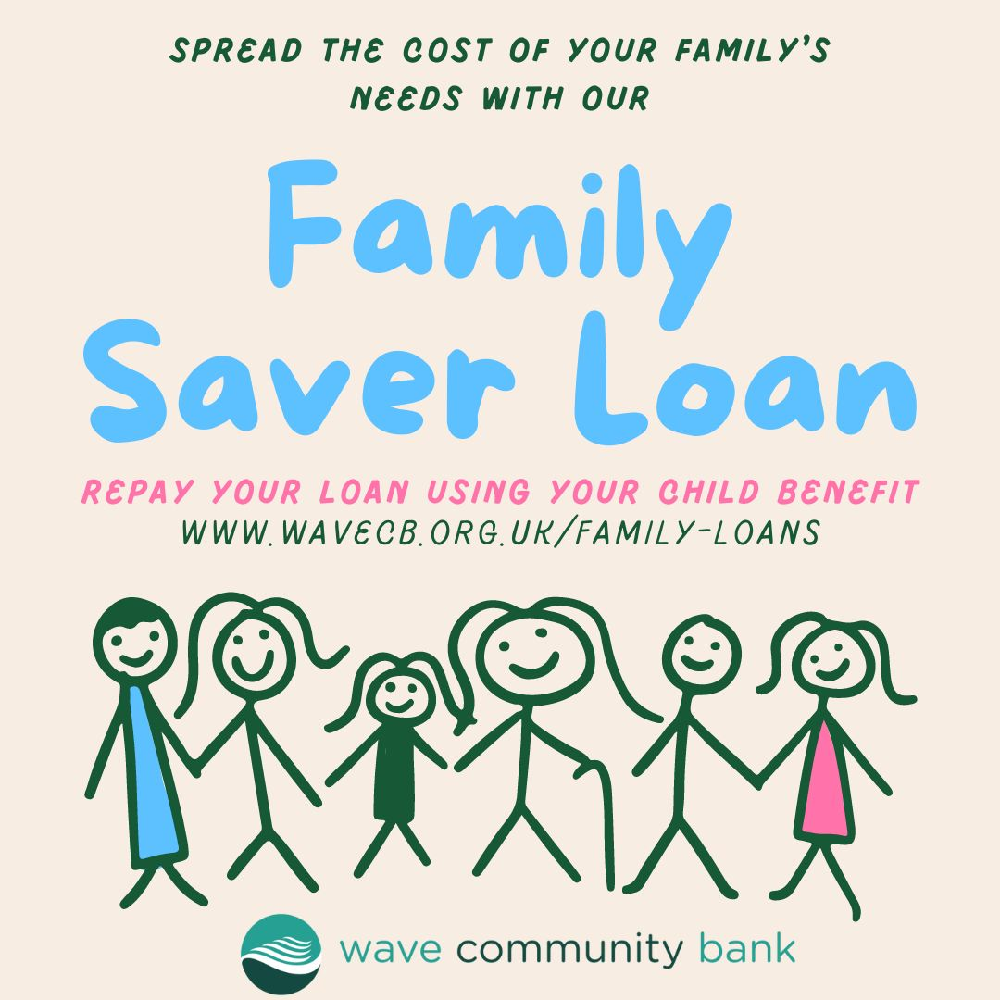 SPREAD THE COST OF YOUR FAMILY'S
NEEDS WITH OUR
Family
Saver Loan
REPAY YOUR LOAN USING YOUR CHILD BENEFIT
WWW.WAVECB.ORG.UK/FAMILY-LOANS
wave community bank